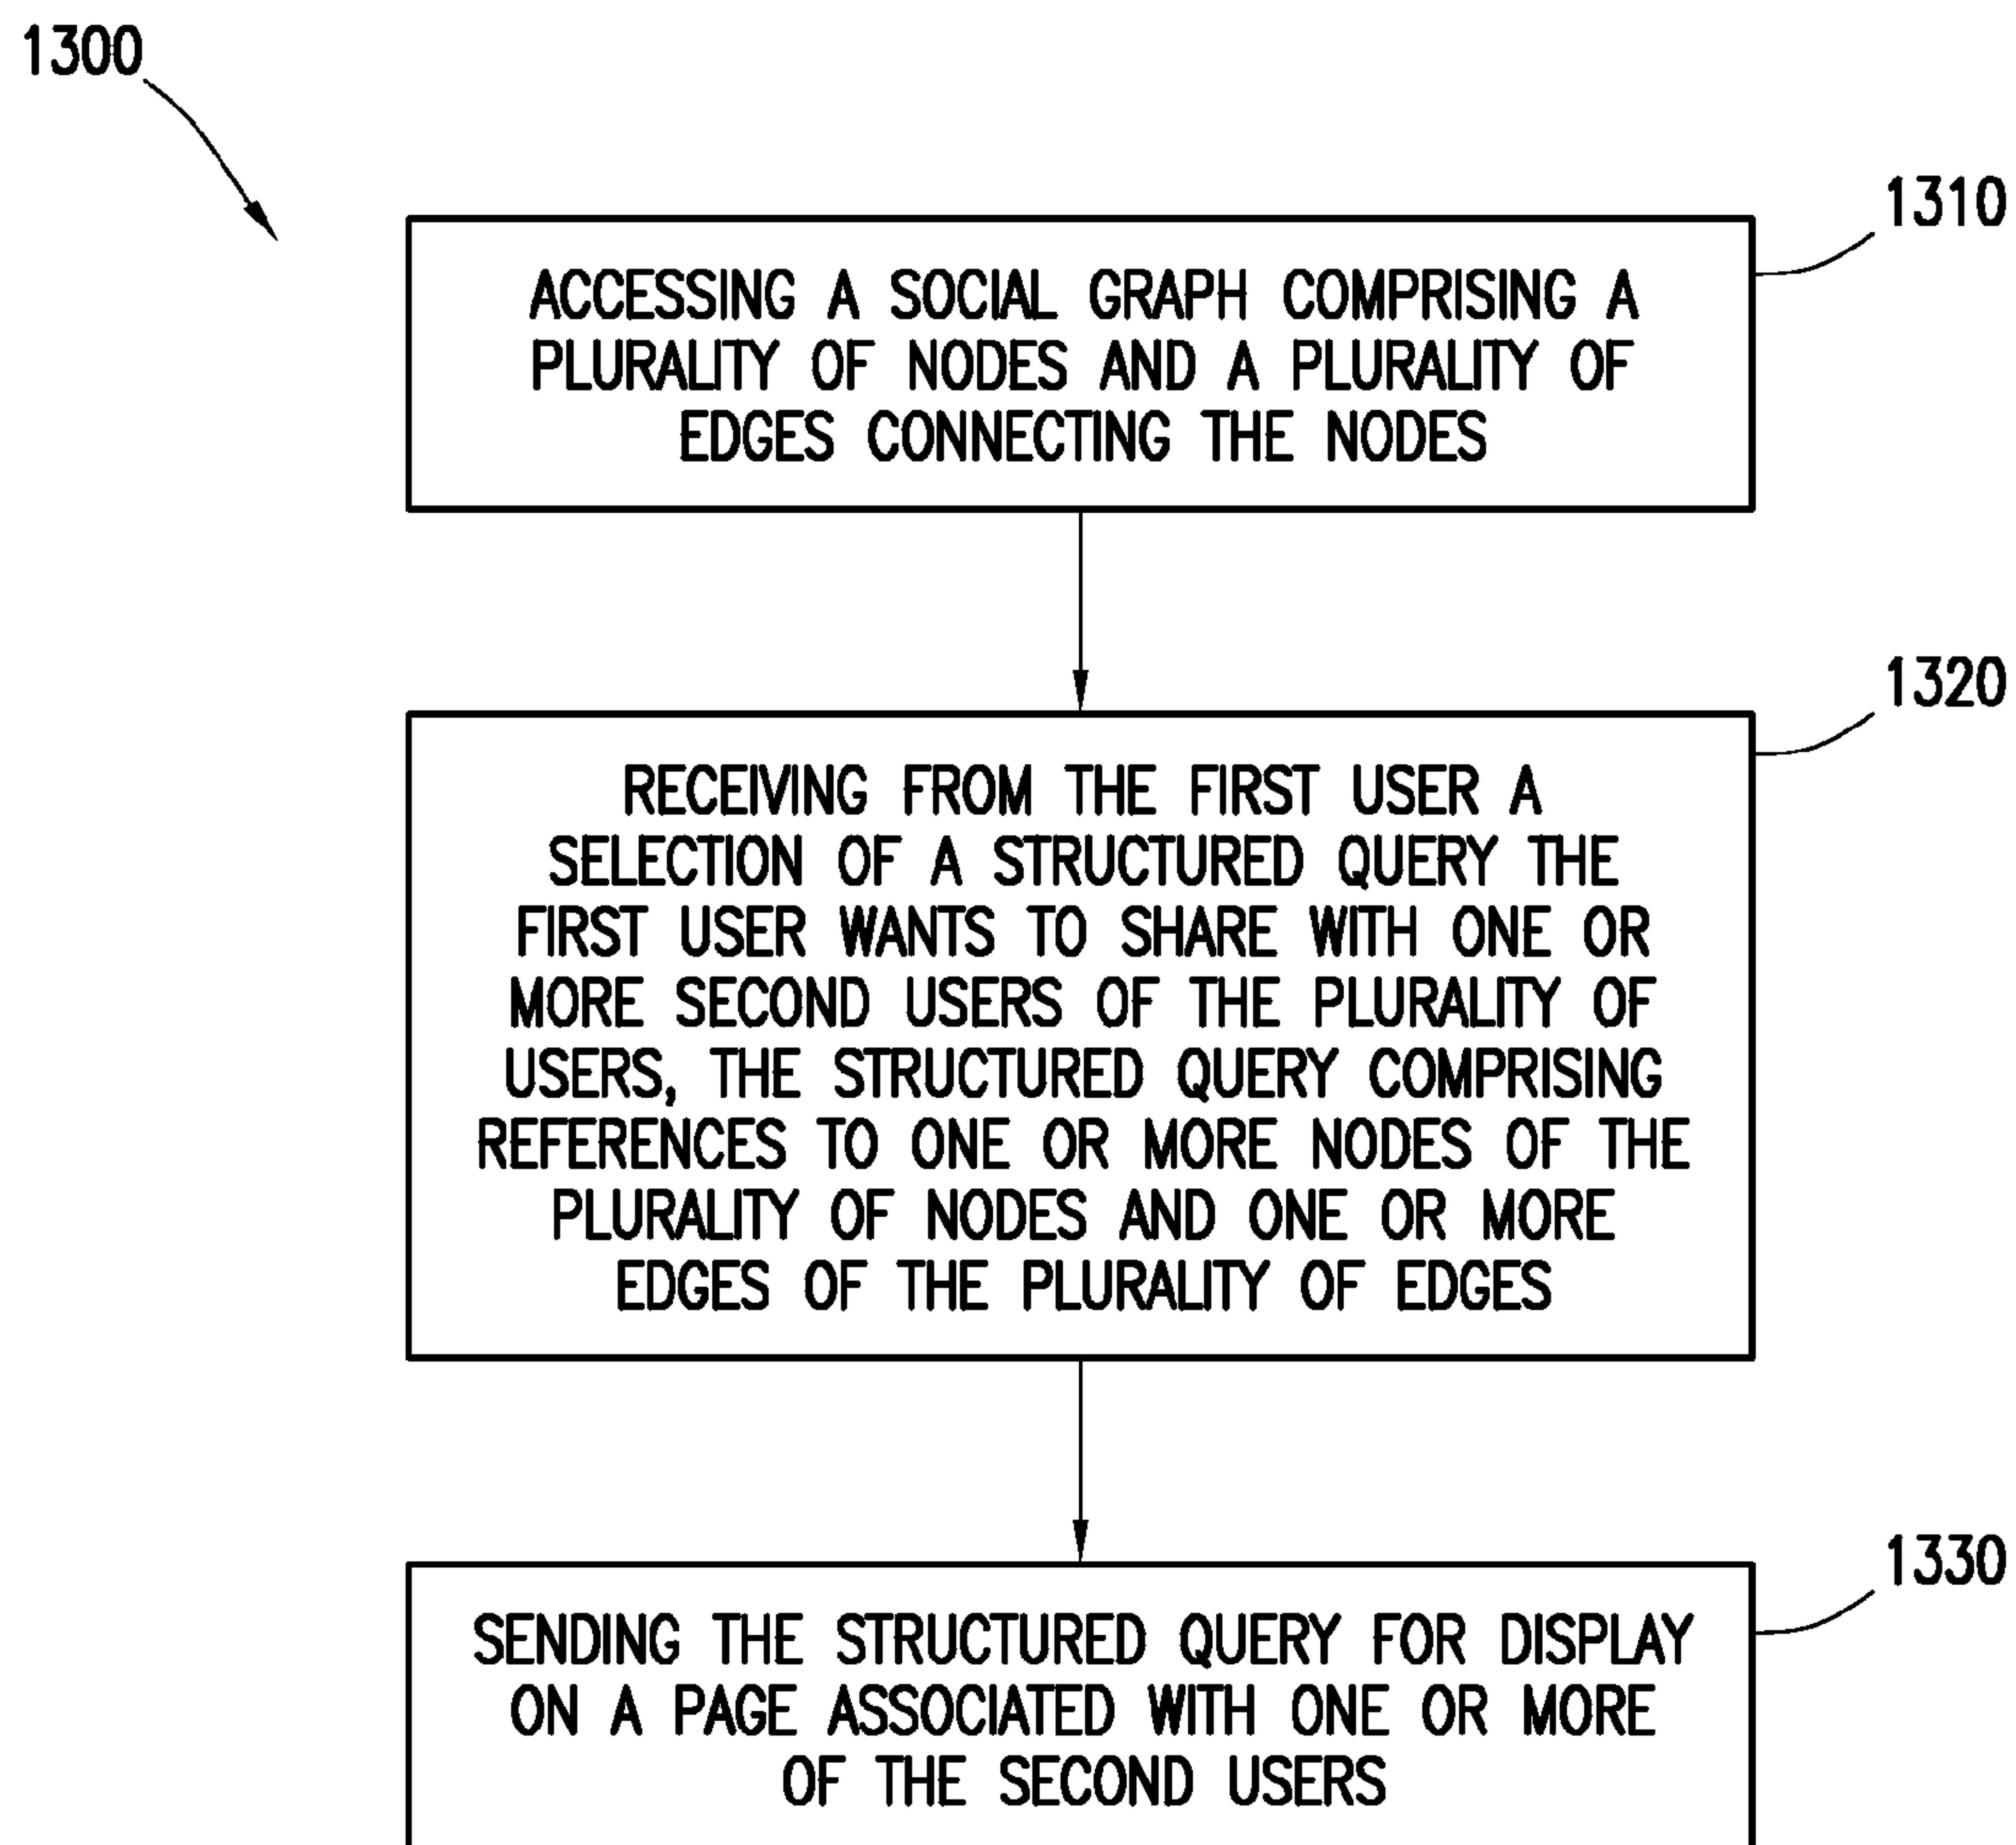 1300
1310
ACCESSING A SOCIAL GRAPH COMPRISING A
PLURALITY OF NODES AND A PLURALITY OF
EDGES CONNECTING THE NODES
1320
RECEIVING FROM THE FIRST USER A
SELECTION OF A STRUCTURED QUERY THE
FIRST USER WANTS TO SHARE WITH ONE OR
MORE SECOND USERS OF THE PLURALITY OF
USERS, THE STRUCTURED QUERY COMPRISING
REFERENCES TO ONE OR MORE NODES OF THE
PLURALITY OF NODES AND ONE OR MORE
EDGES OF THE PLURALITY OF EDGES
1330
SENDING THE STRUCTURED QUERY FOR DISPLAY
ON A PAGE ASSOCIATED WITH ONE OR MORE
OF THE SECOND USERS